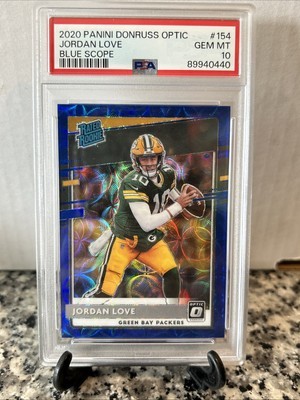 2020 PANINI DONRUSS OPTIC #154
JORDAN LOVE GEM MT
BLUE SCOPE 10
PSA 89940440
RATED
ROOKIE
10
JORDAN LOVE
OPTIC
GREEN BAY PACKERS